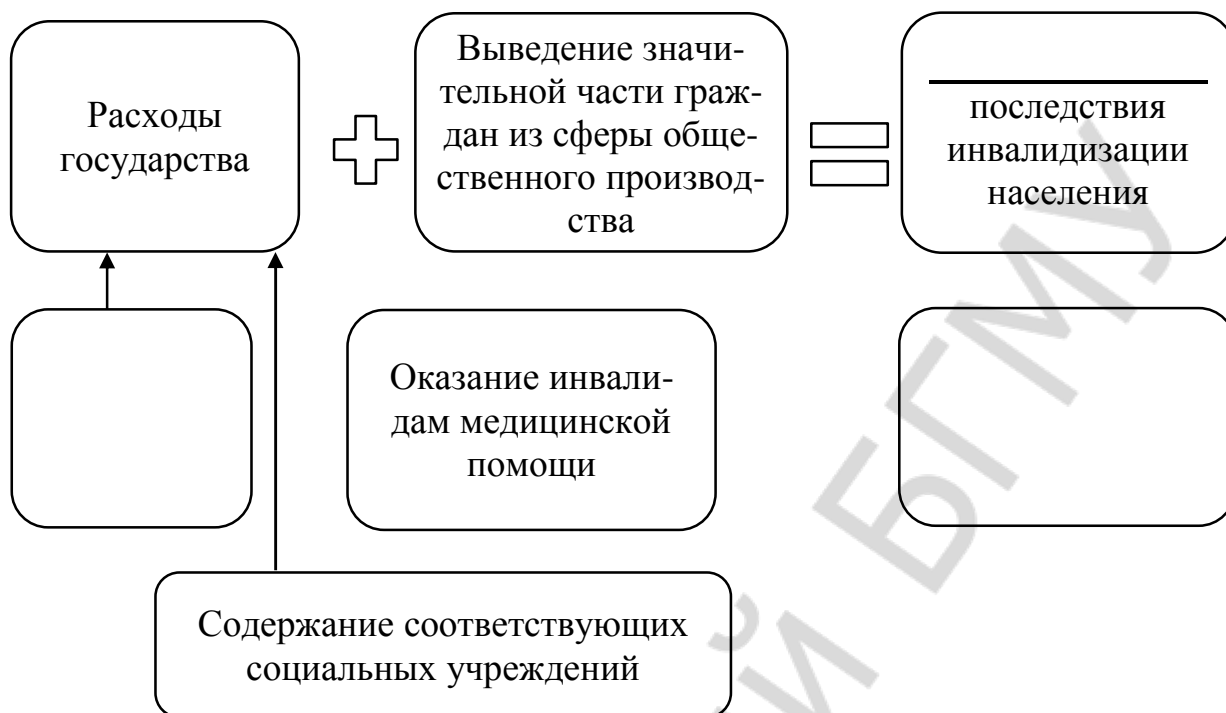 Расходы
государства
Выведение значи-
тельной части граж-
дан из сферы обще-
ственного производ-
ства
последствия
инвалидизации
населения
Оказание инвали-
дам медицинской
помощи
Содержание соответствующих
социальных учреждений
й БГМУ